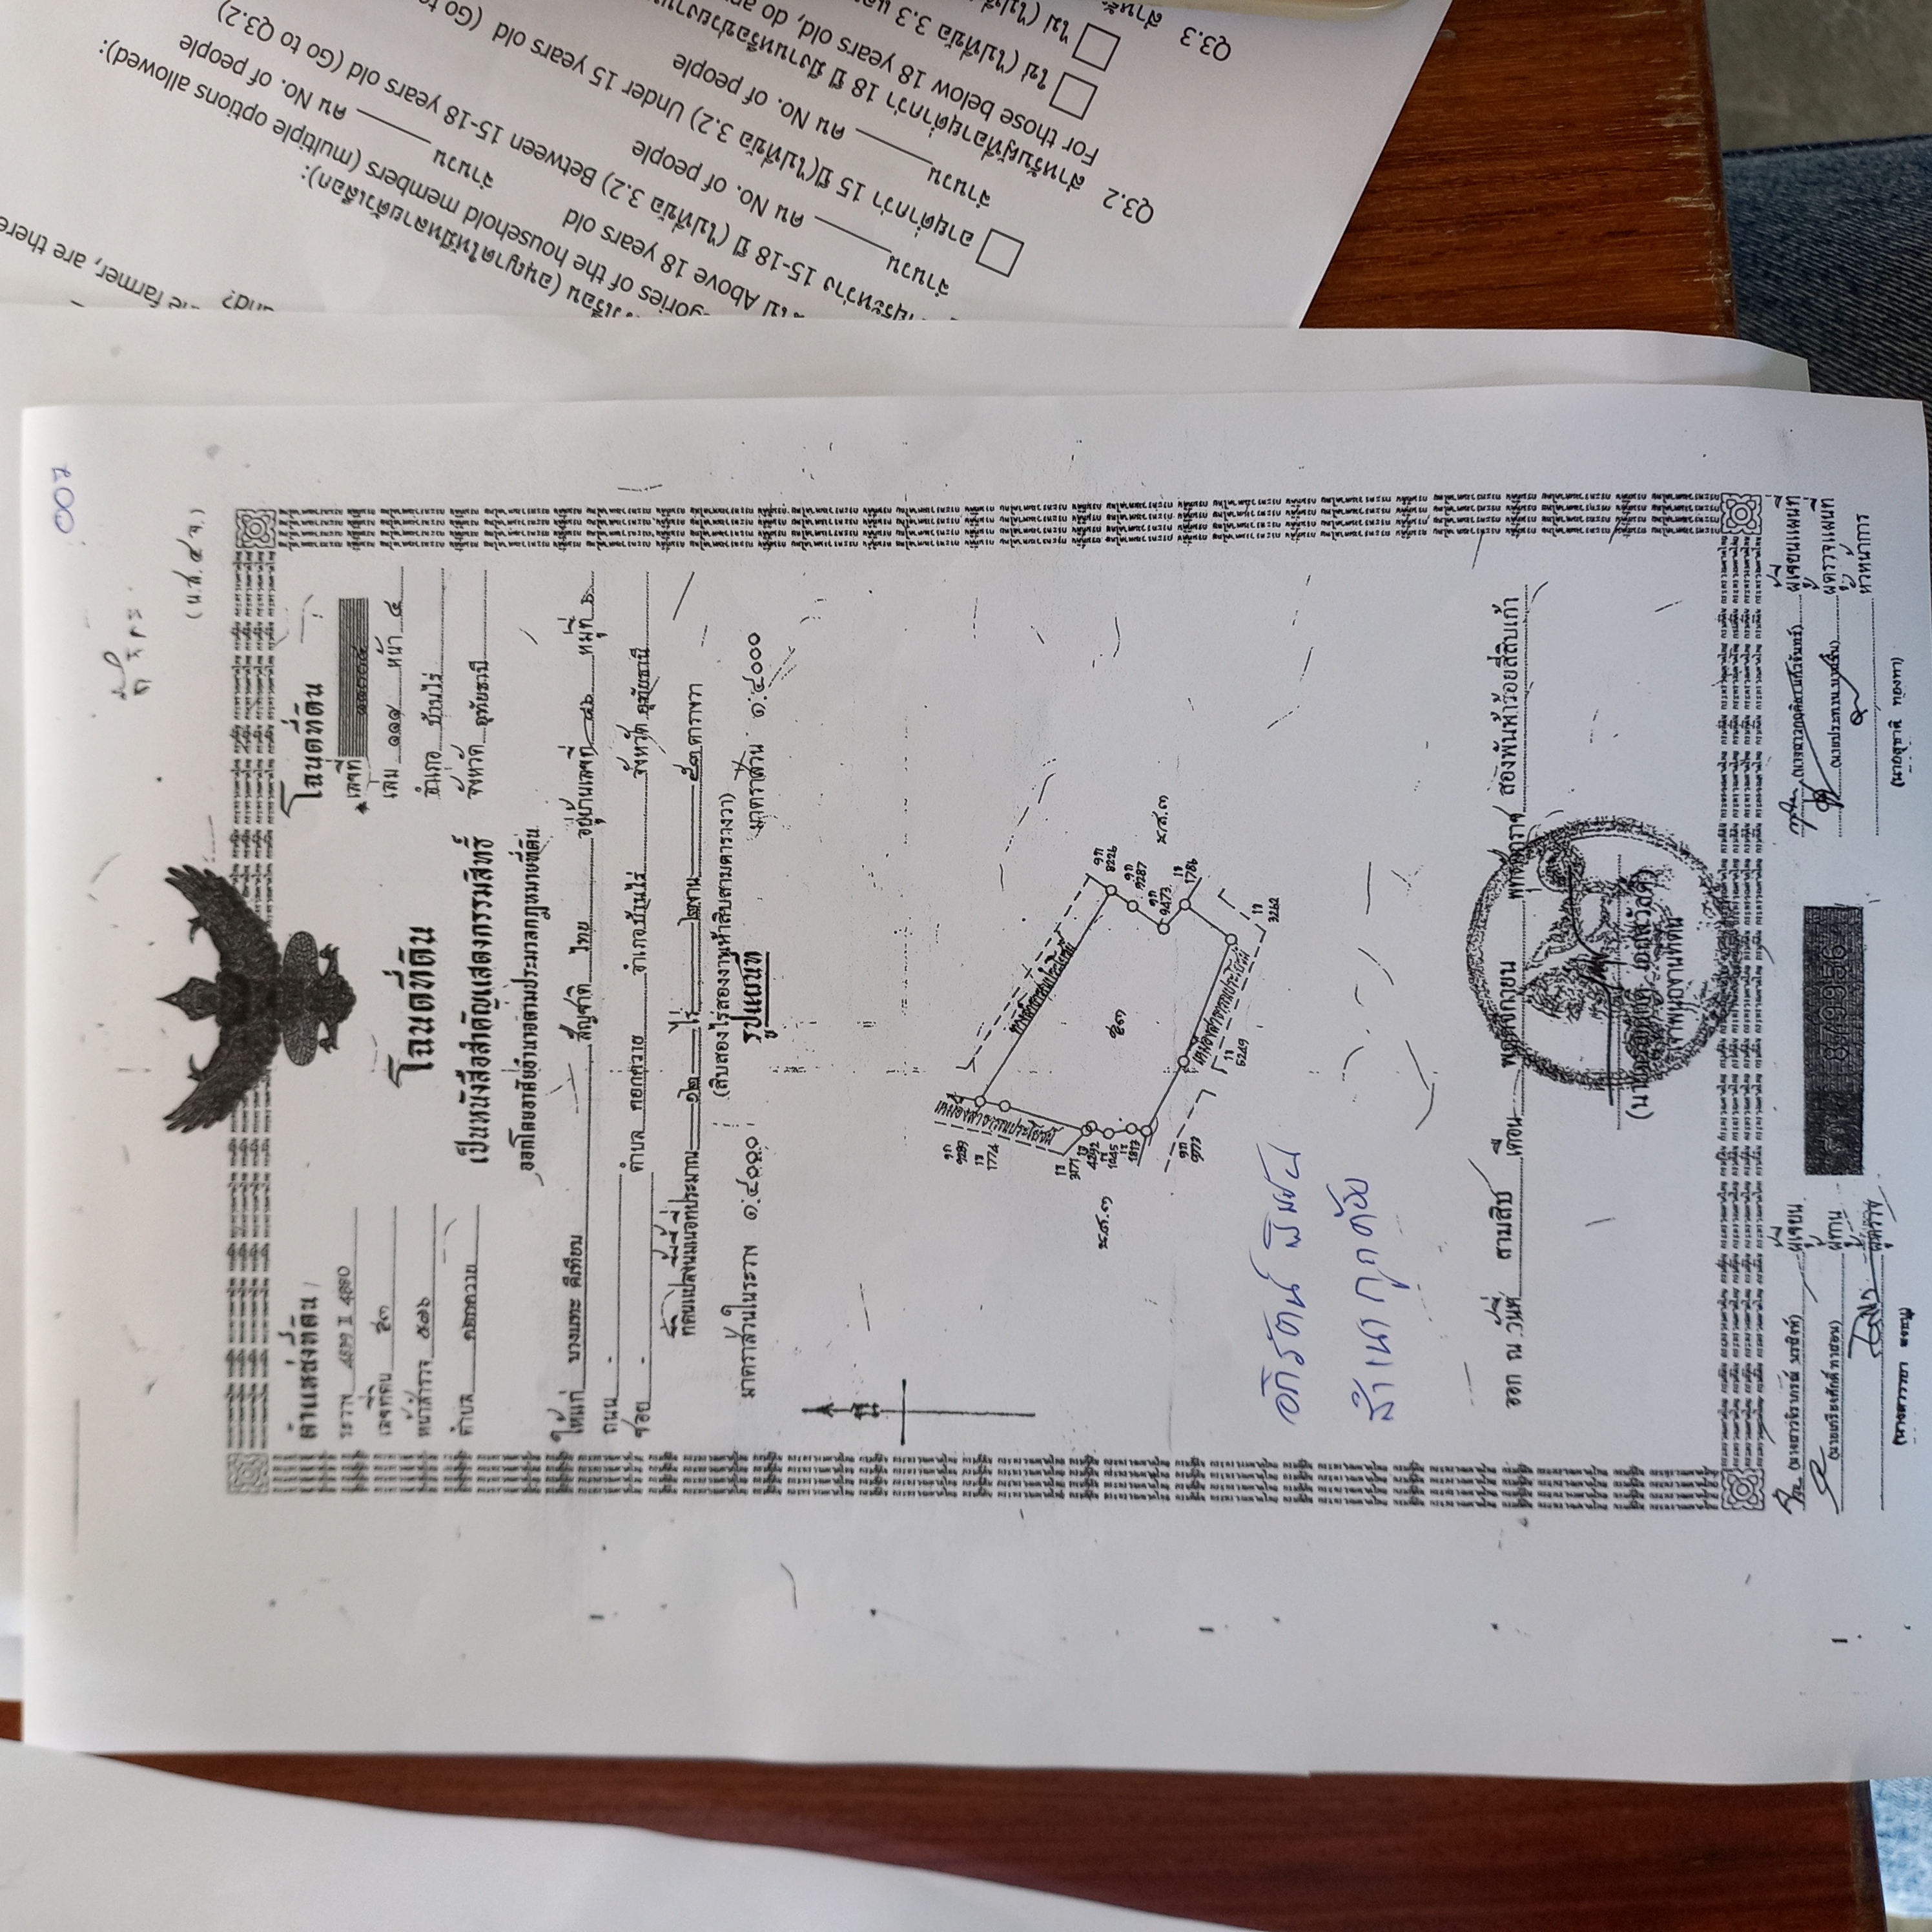 007
(น.ส.๔ จ.)
ตำแหน่งที่ดิน
ระวาง 4839 II 4880
เลขที่ดิน ๕๓
หน้าสำรวจ ๕๗๖
ตำบล คอกควาย
โฉนดที่ดิน
เลขที่
เล่ม ๑๑๑ หน้า ๔
อำเภอ บ้านไร่
จังหวัด อุทัยธานี
โฉนดที่ดิน
เป็นหนังสือสำคัญแสดงกรรมสิทธิ์
ออกโดยอาศัยอำนาจตามประมวลกฎหมายที่ดิน
ให้แก่ นางแทะ ดีเทียน สัญชาติ ไทย อยู่บ้านเลขที่ ๘๖ หมู่ที่ ๖
ถนน -
ซอย - ตำบล คอกควาย อำเภอ บ้านไร่ จังหวัด อุทัยธานี
ที่ดินแปลงนี้มีเนื้อที่ประมาณ ๑๒ ไร่ ๒ งาน ๕๓ ตารางวา
(สิบสองไร่สองงานห้าสิบสามตารางวา)
มาตราส่วนในระวาง ๑:๔๐๐๐ รูปแผนที่ มาตราส่วน ๑:๔๐๐๐
น
9289
1774
เหมืองสาธารณประโยชน์
ทางสาธารณประโยชน์
3171
4292
1045
1813
น.ส.๓
๕๓
8226
9287
9473
1786
น.ส.๓
9773
เหมืองสาธารณประโยชน์
5249
3262
อภิรัตน์
สำเนาถูกต้อง
ออก ณ วันที่ สามสิบ เดือน พฤศจิกายน พุทธศักราช สองพันห้าร้อยสี่สิบเก้า
เจ้าพนักงานที่ดิน
(นางสาวจิราภรณ์ นรสิงห์) ผู้เขียน
(นายเกรียงศักดิ์ ทาสอน) ผู้ทาน
ผู้ตรวจ
879956
ผู้เขียนแผนที่
ผู้ตรวจแผนที่
หัวหน้าการ
(นายสุชาติ ทองทา)
farmer, are there
(อนุญาตให้มีหลายตัวเลือก):
of the household members (multiple options allowed):
Above 18 years old จำนวน ____ คน No. of people
15-18 ปี (ไปที่ข้อ 3.2) Between 15-18 years old (Go to Q3.2)
จำนวน ____ คน No. of people
อายุต่ำกว่า 15 ปี(ไปที่ข้อ 3.2) Under 15 years old (Go to
จำนวน ____ คน No. of people
Q3.2 สำหรับผู้ที่อายุต่ำกว่า 18 ปี มีงานหรือช่วยงาน
For those below 18 years old, do
ใช่ (ไปที่ข้อ 3.3
ไม่
Q3.3